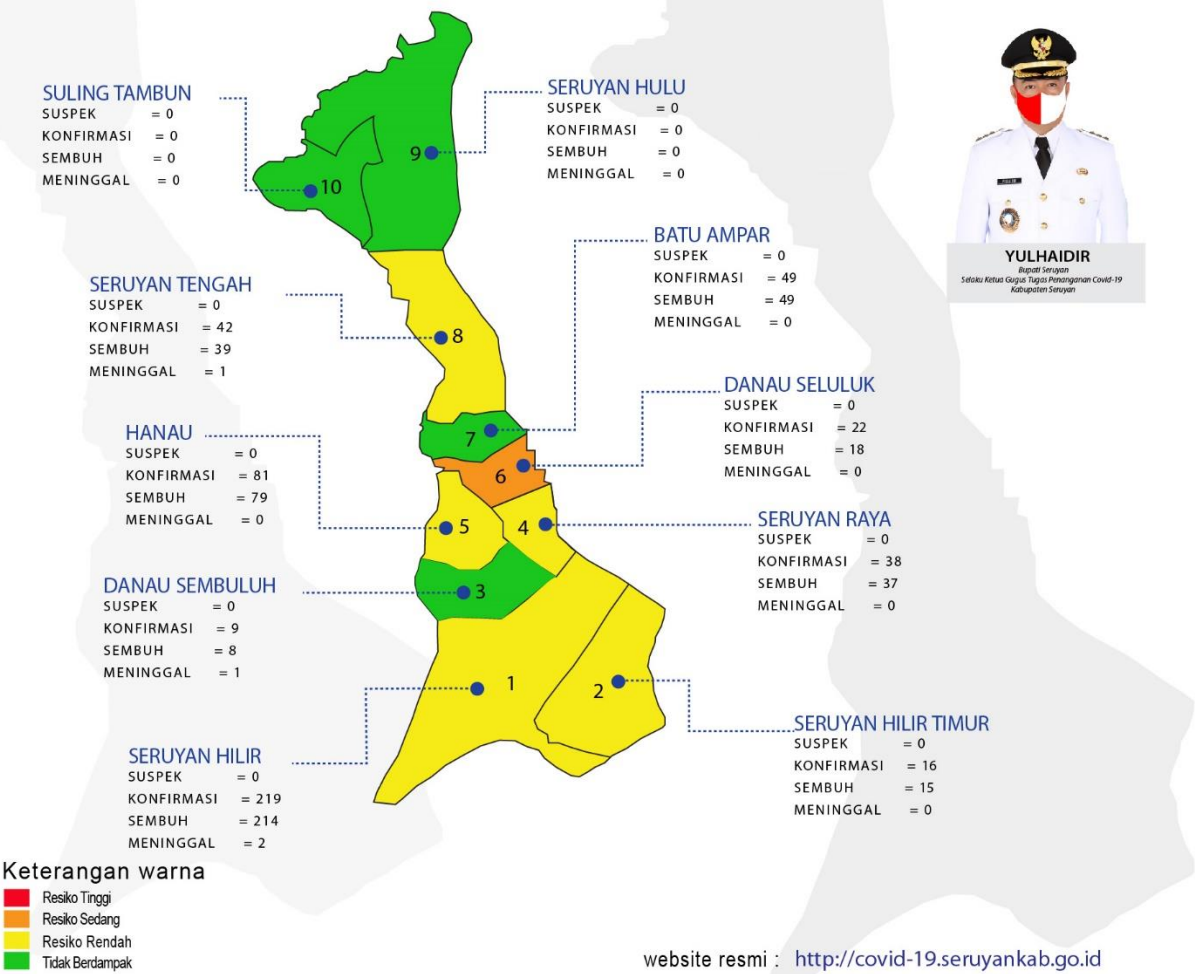 SULING TAMBUN
SUSPEK = 0
KONFIRMASI = 0
SEMBUH = 0
MENINGGAL = 0
SERUYAN HULU
SUSPEK = 0
KONFIRMASI = 0
SEMBUH = 0
MENINGGAL = 0
9
10
YULHAIDIR
Bupati Seruyan
Selaku Ketua Gugus Tugas Penanganan Covid-19
Kabupaten Seruyan
BATU AMPAR
SUSPEK = 0
KONFIRMASI = 49
SEMBUH = 49
MENINGGAL = 0
SERUYAN TENGAH
SUSPEK = 0
KONFIRMASI = 42
SEMBUH = 39
MENINGGAL = 1
8
DANAU SELULUK
SUSPEK = 0
KONFIRMASI = 22
SEMBUH = 18
MENINGGAL = 0
HANAU
SUSPEK = 0
KONFIRMASI = 81
SEMBUH = 79
MENINGGAL = 0
7
6
5
4
SERUYAN RAYA
SUSPEK = 0
KONFIRMASI = 38
SEMBUH = 37
MENINGGAL = 0
DANAU SEMBULUH
SUSPEK = 0
KONFIRMASI = 9
SEMBUH = 8
MENINGGAL = 1
3
1
2
SERUYAN HILIR
SUSPEK = 0
KONFIRMASI = 219
SEMBUH = 214
MENINGGAL = 2
SERUYAN HILIR TIMUR
SUSPEK = 0
KONFIRMASI = 16
SEMBUH = 15
MENINGGAL = 0
Keterangan warna
Resiko Tinggi
Resiko Sedang
Resiko Rendah
Tidak Berdampak
website resmi : http://covid-19.seruyankab.go.id